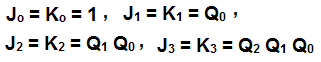 J₀ = K₀ = 1 , J₁ = K₁ = Q₀ ,
J₂ = K₂ = Q₁ Q₀ , J₃ = K₃ = Q₂ Q₁ Q₀